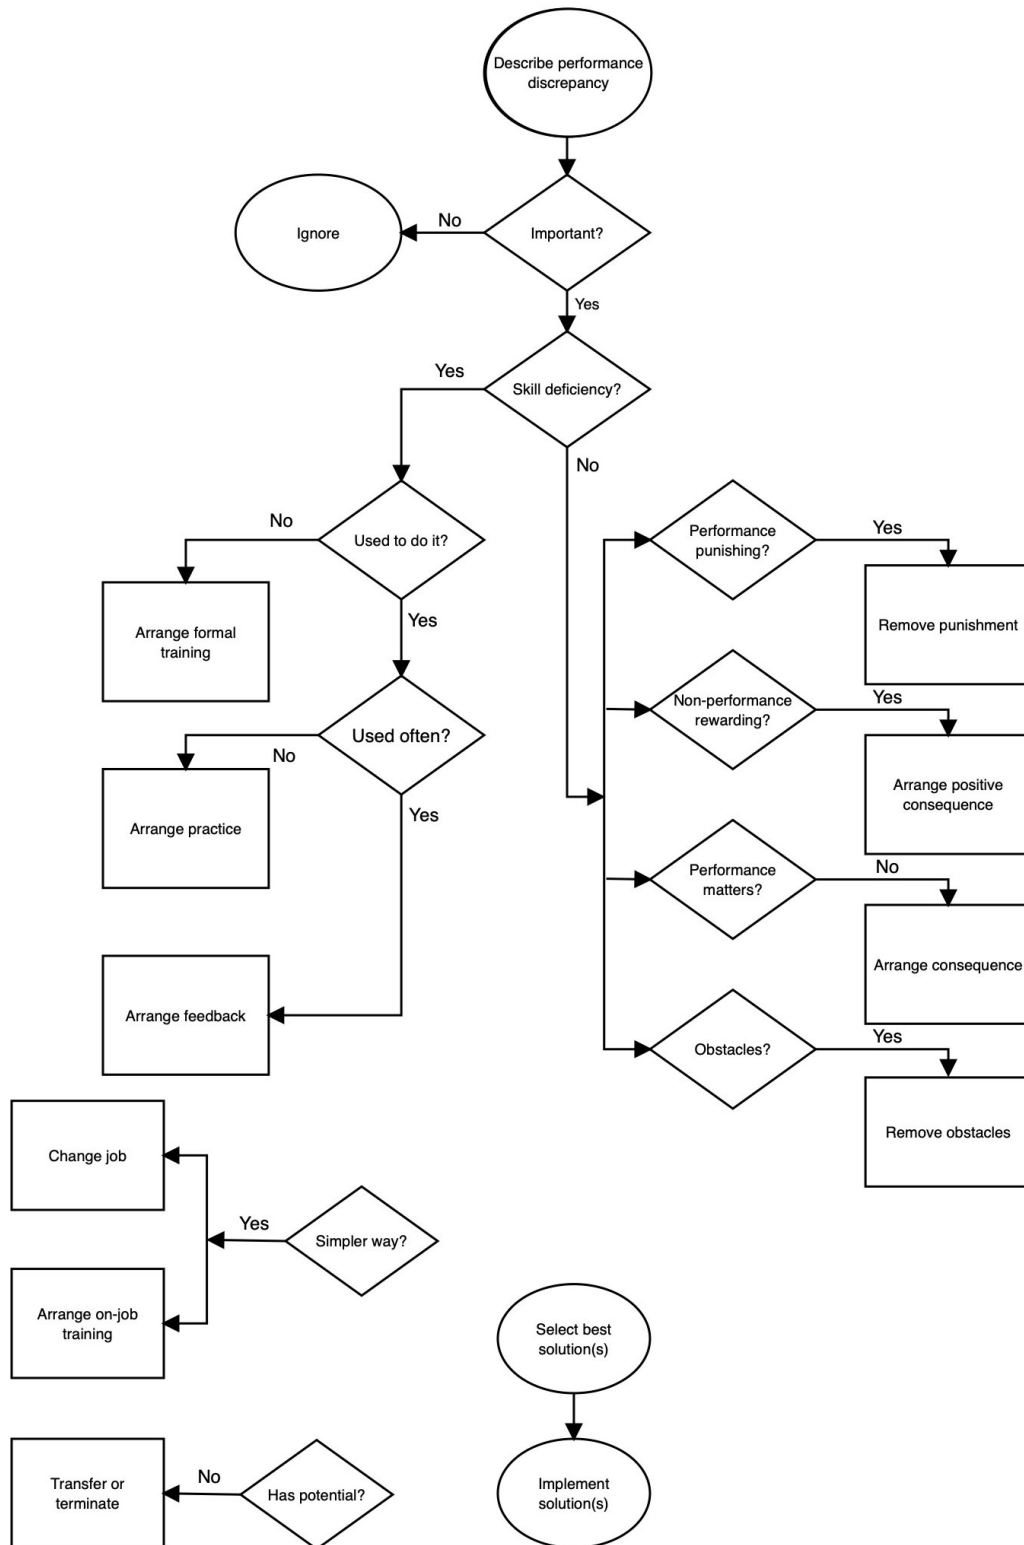 Describe performance
discrepancy
Important?
No
Ignore
Yes
Skill deficiency?
Yes
No
Used to do it?
No
Arrange formal
training
Yes
Used often?
No
Arrange practice
Yes
Arrange feedback
Performance
punishing?
Yes
Remove punishment
Non-performance
rewarding?
Yes
Arrange positive
consequence
Performance
matters?
No
Arrange consequence
Obstacles?
Yes
Remove obstacles
Change job
Yes
Simpler way?
Arrange on-job
training
Select best
solution(s)
Transfer or
terminate
No
Has potential?
Implement
solution(s)